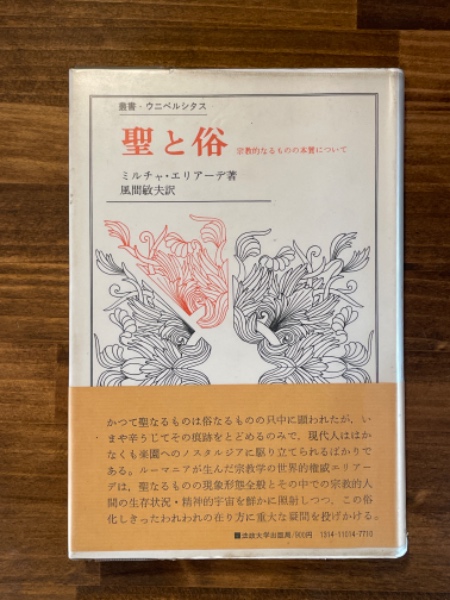 叢書・ウニベルシタス
聖と俗 宗教的なるものの本質について
ミルチャ・エリアーデ著
風間敏夫訳
かつて聖なるものは俗なるものの只中に顕われたが、い
まや辛うじてその痕跡をとどめるのみで、現代人ははか
なくも楽園へのノスタルジアに駆り立てられるばかりで
ある。ルーマニアが生んだ宗教学の世界的権威エリアー
デは、聖なるものの現象形態全般とその中での宗教的人
間の生存状況・精神的宇宙を鮮かに照射しつつ、この俗
化しきったわれわれの在り方に重大な疑問を投げかける。
法政大学出版局/900円 1314-11014-7710